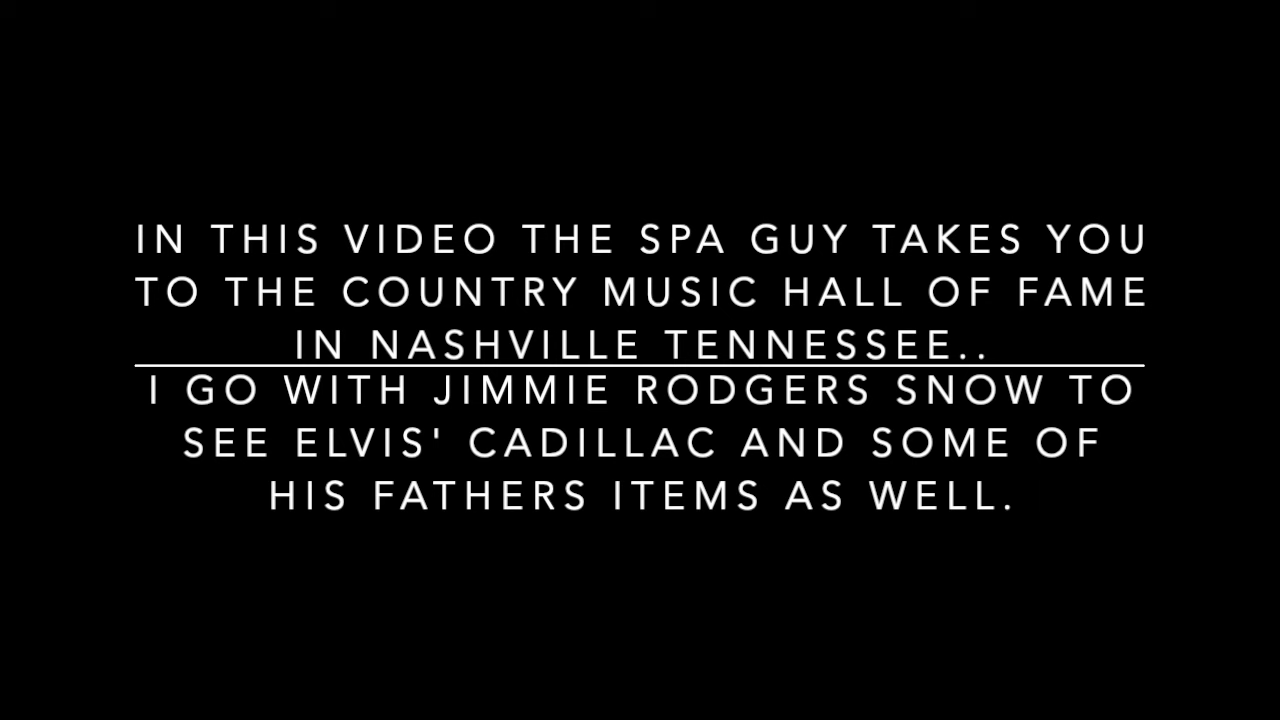 IN THIS VIDEO THE SPA GUY TAKES YOU
TO THE COUNTRY MUSIC HALL OF FAME
IN NASHVILLE TENNESSEE..
I GO WITH JIMMIE RODGERS SNOW TO
SEE ELVIS' CADILLAC AND SOME OF
HIS FATHERS ITEMS AS WELL.